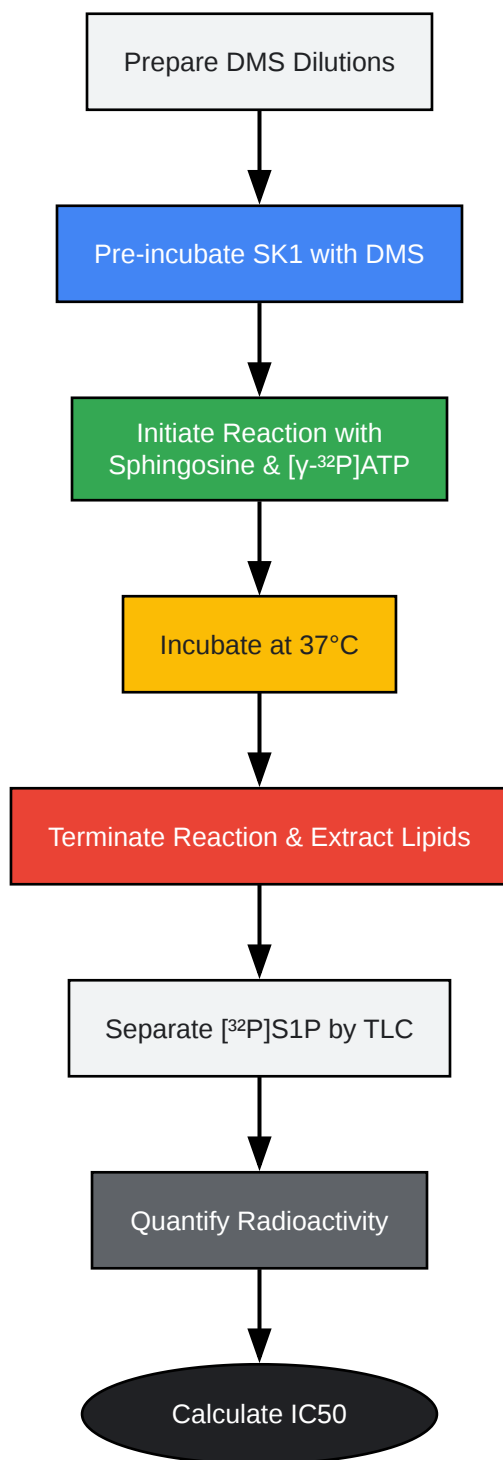 Prepare DMS Dilutions
Pre-incubate SK1 with DMS
Initiate Reaction with
Sphingosine & [γ-³²P]ATP
Incubate at 37°C
Terminate Reaction & Extract Lipids
Separate [³²P]S1P by TLC
Quantify Radioactivity
Calculate IC50